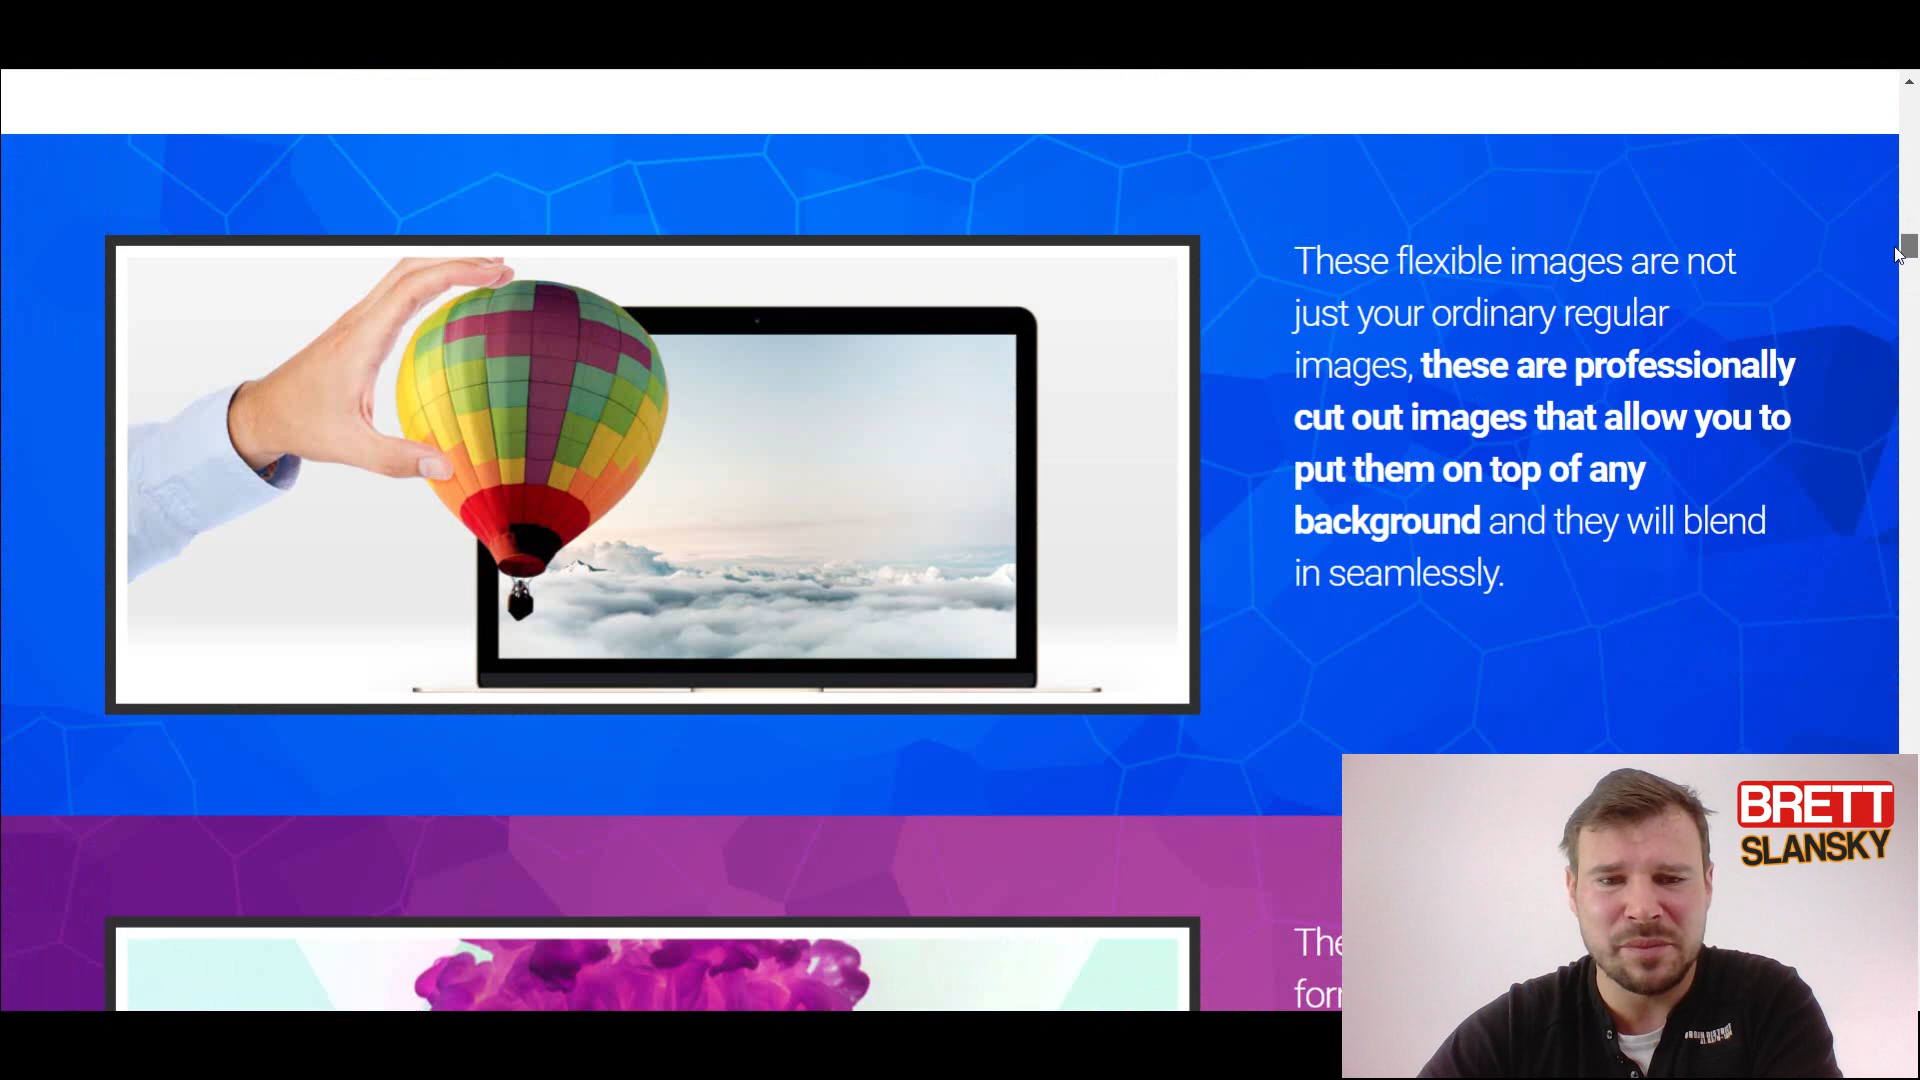 These flexible images are not
just your ordinary regular
images, these are professionally
cut out images that allow you to
put them on top of any
background and they will blend
in seamlessly.
BRETT
SLANSKY